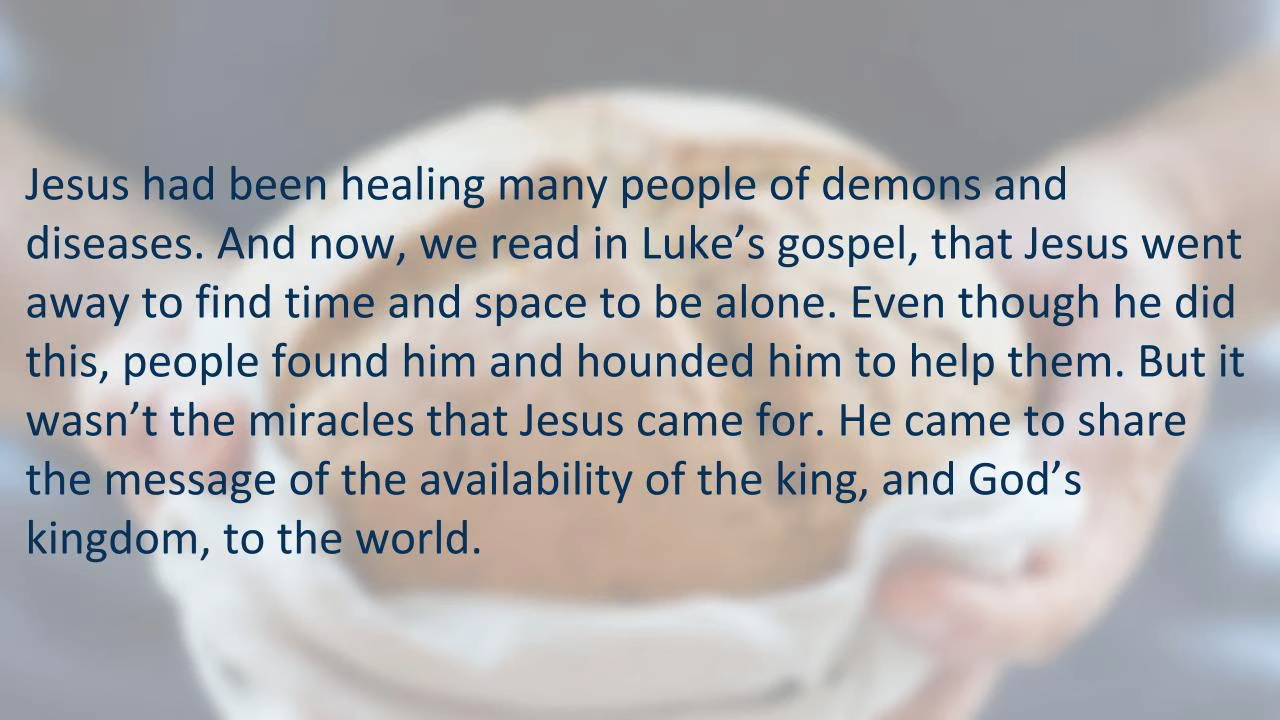 Jesus had been healing many people of demons and
diseases. And now, we read in Luke’s gospel, that Jesus went
away to find time and space to be alone. Even though he did
this, people found him and hounded him to help them. But it
wasn’t the miracles that Jesus came for. He came to share
the message of the availability of the king, and God’s
kingdom, to the world.